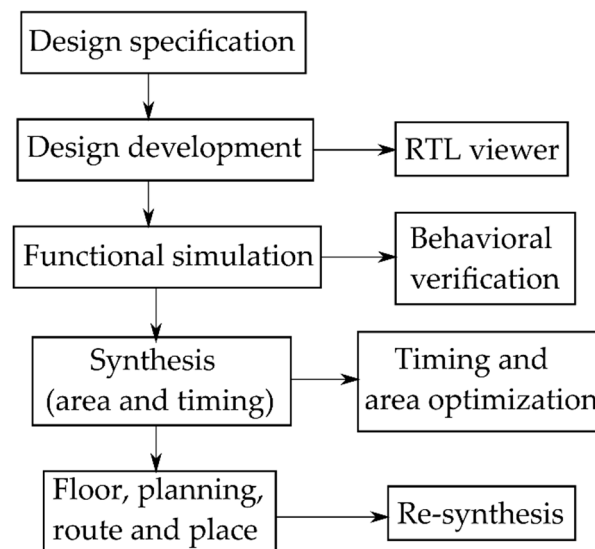 Design specification
Design development
RTL viewer
Functional simulation
Behavioral
verification
Synthesis
(area and timing)
Timing and
area optimization
Floor, planning,
route and place
Re-synthesis